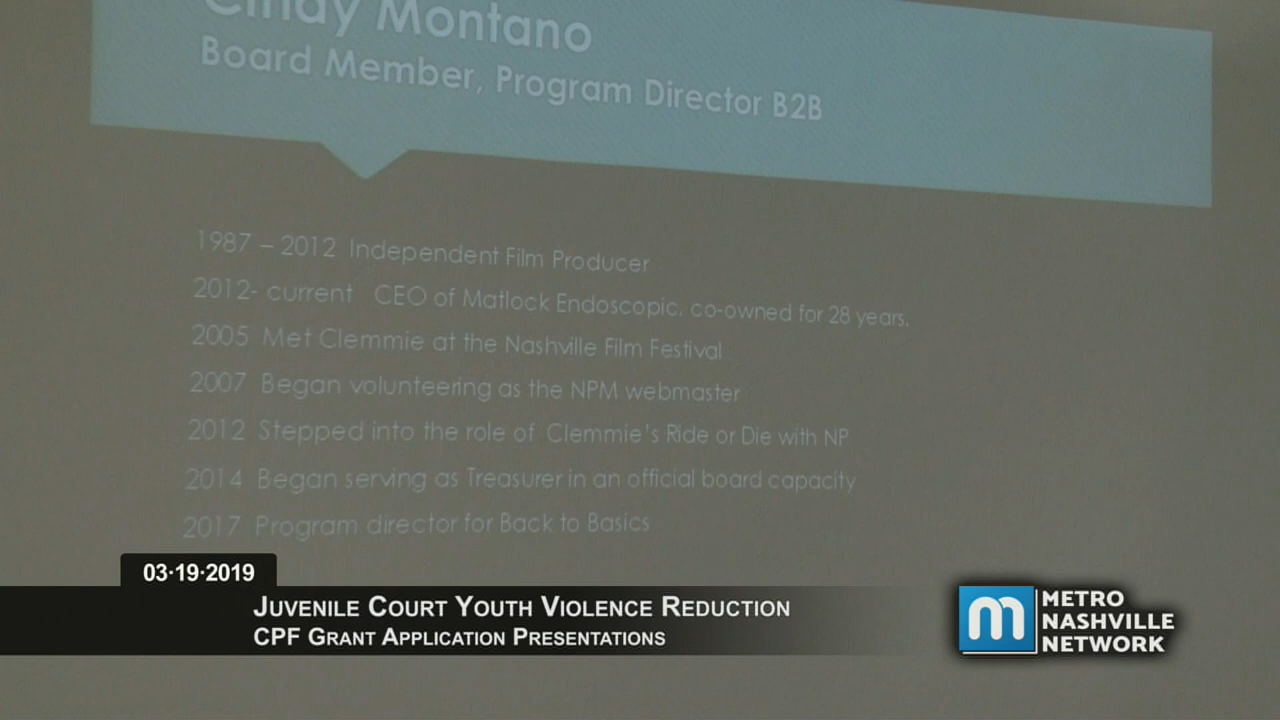 Cindy Montano
Board Member, Program Director B2B
1987 – 2012 Independent Film Producer
2012- current CEO of Matlock Endoscopic, co-owned for 28 years.
2005 Met Clemmie at the Nashville Film Festival
2007 Began volunteering as the NPM webmaster
2012 Stepped into the role of Clemmie's Ride or Die with NP
2014 Began serving as Treasurer in an official board capacity
2017 Program director for Back to Basics
03·19·2019
JUVENILE COURT YOUTH VIOLENCE REDUCTION
CPF GRANT APPLICATION PRESENTATIONS
m
METRO
NASHVILLE
NETWORK